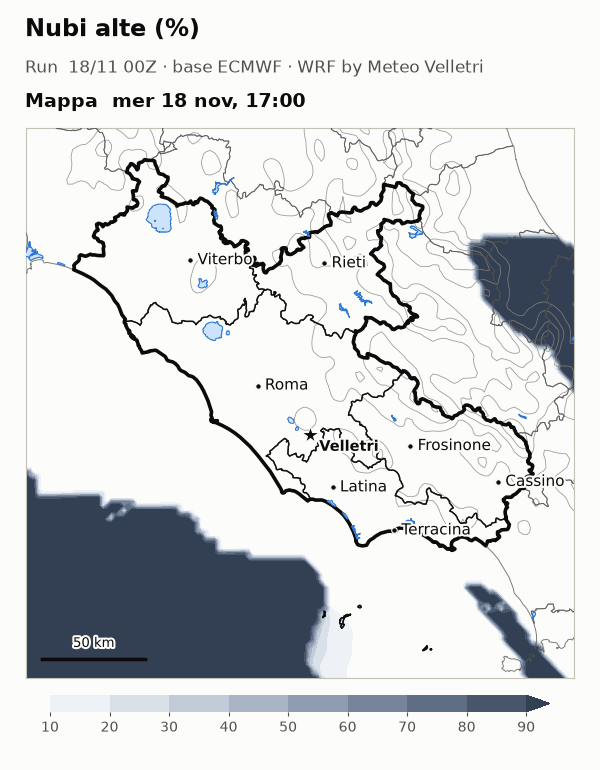 Nubi alte (%)
Run 18/11 00Z · base ECMWF · WRF by Meteo Velletri
Mappa mer 18 nov, 17:00
Viterbo
Rieti
Roma
Velletri
Frosinone
Latina
Cassino
Terracina
50 km
10 20 30 40 50 60 70 80 90